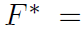 F* =